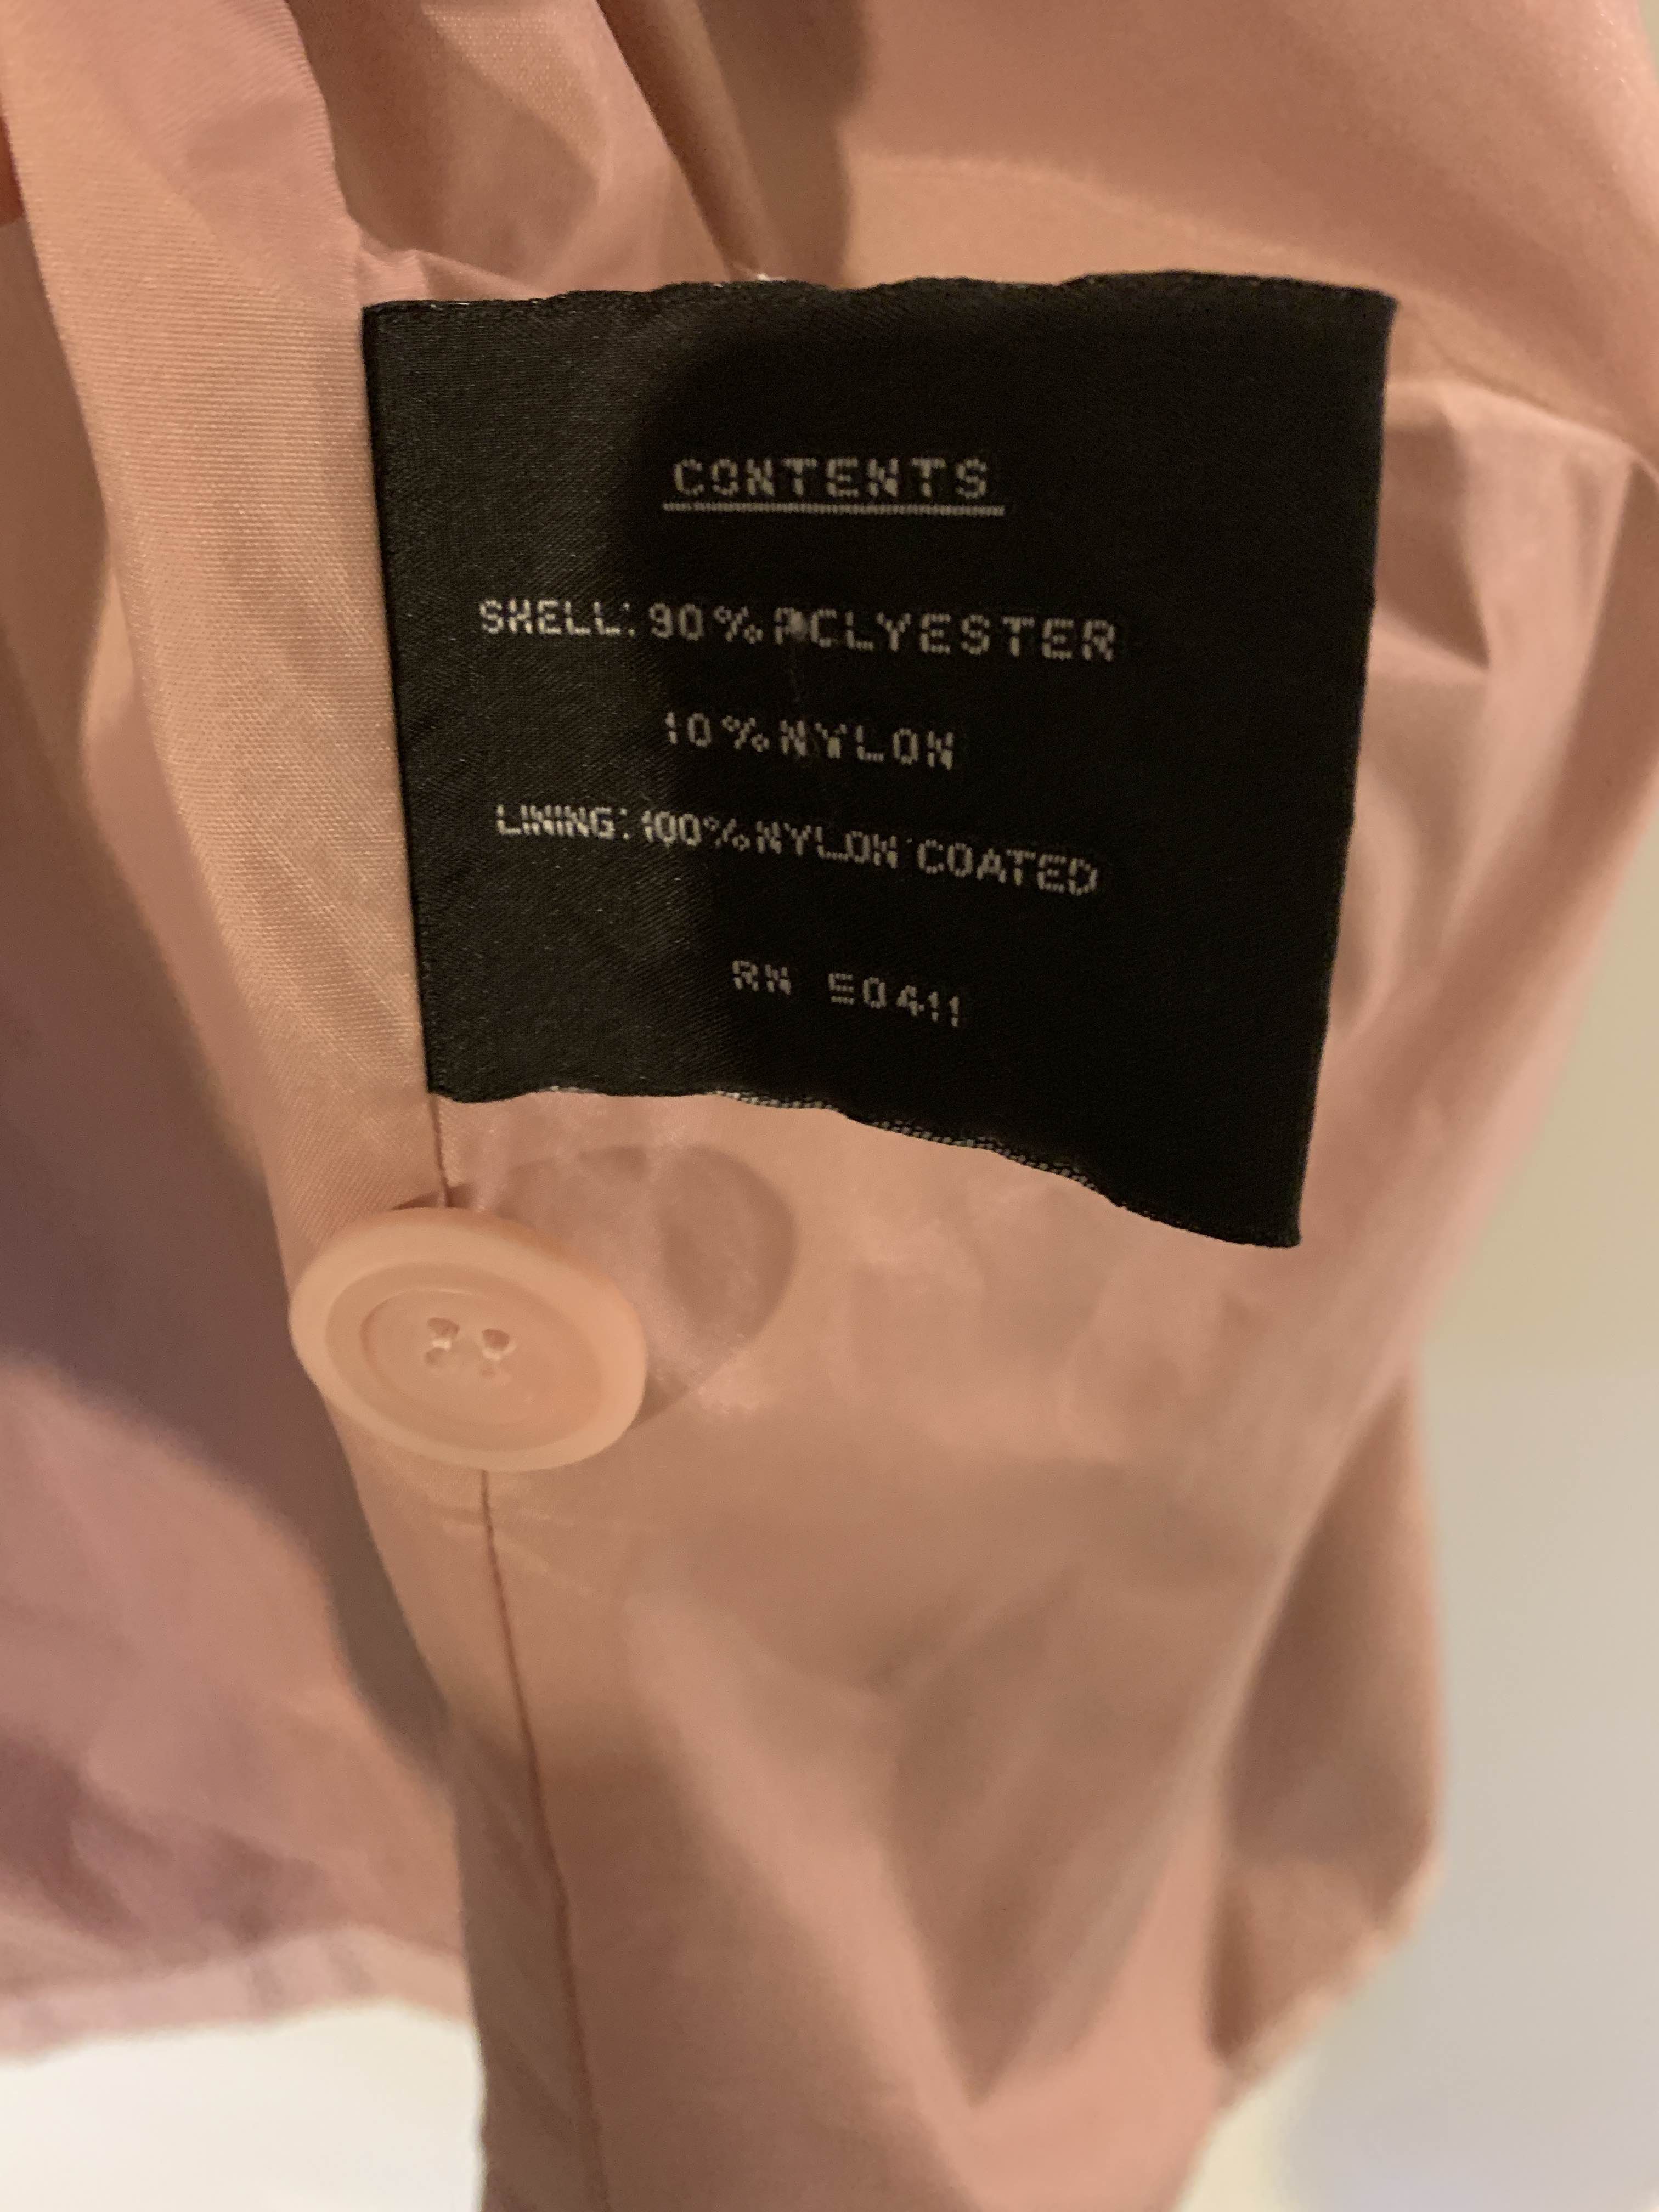 CONTENTS
SHELL: 90% POLYESTER
10% NYLON
LINING: 100% NYLON COATED
RN 50411